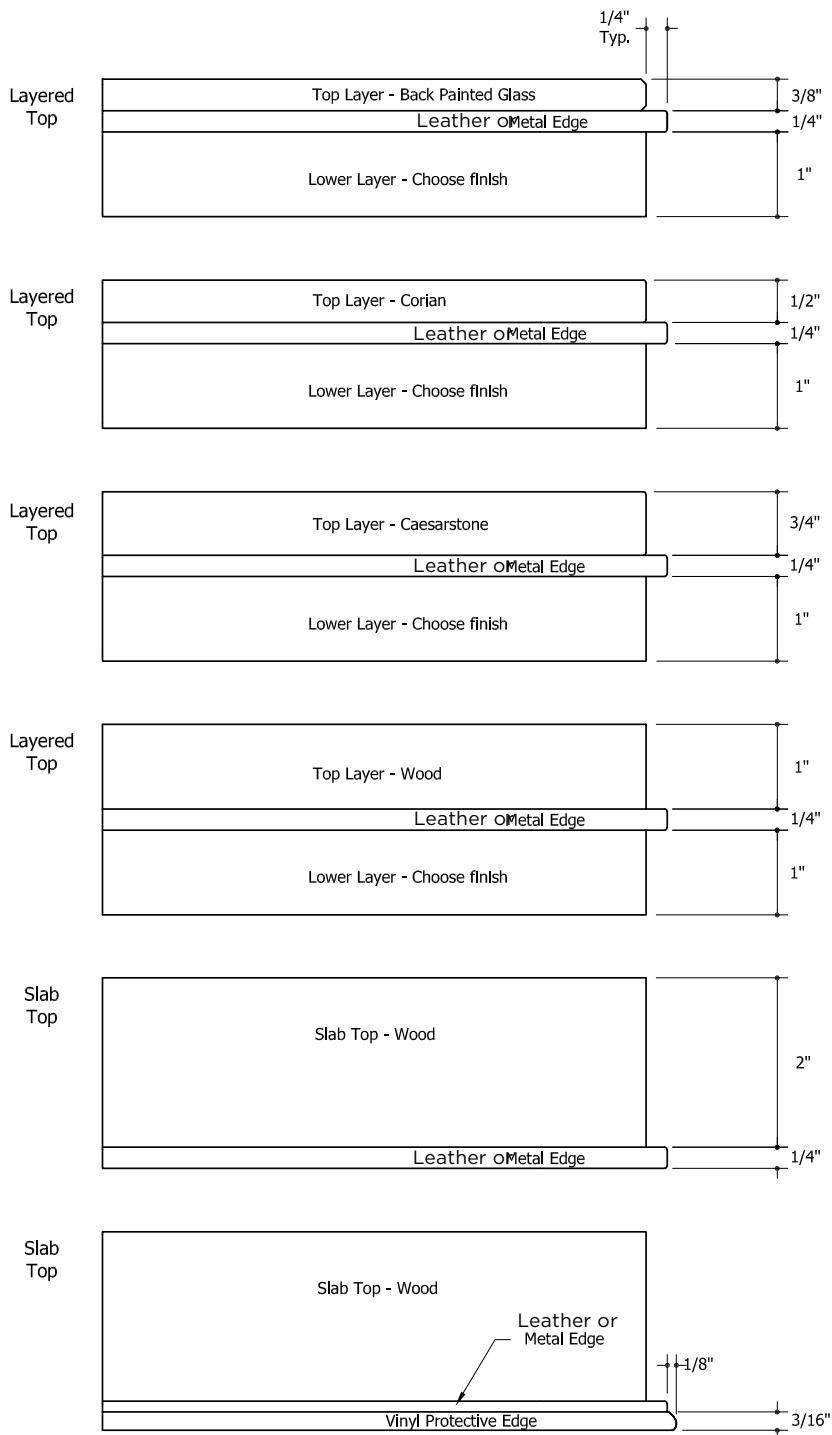 1/4"
Typ.
Layered
Top
Top Layer - Back Painted Glass
3/8"
Leather or Metal Edge
1/4"
Lower Layer - Choose finish
1"
Layered
Top
Top Layer - Corian
1/2"
Leather or Metal Edge
1/4"
Lower Layer - Choose finish
1"
Layered
Top
Top Layer - Caesarstone
3/4"
Leather or Metal Edge
1/4"
Lower Layer - Choose finish
1"
Layered
Top
Top Layer - Wood
1"
Leather or Metal Edge
1/4"
Lower Layer - Choose finish
1"
Slab
Top
Slab Top - Wood
2"
Leather or Metal Edge
1/4"
Slab
Top
Slab Top - Wood
Leather or
Metal Edge
1/8"
Vinyl Protective Edge
3/16"